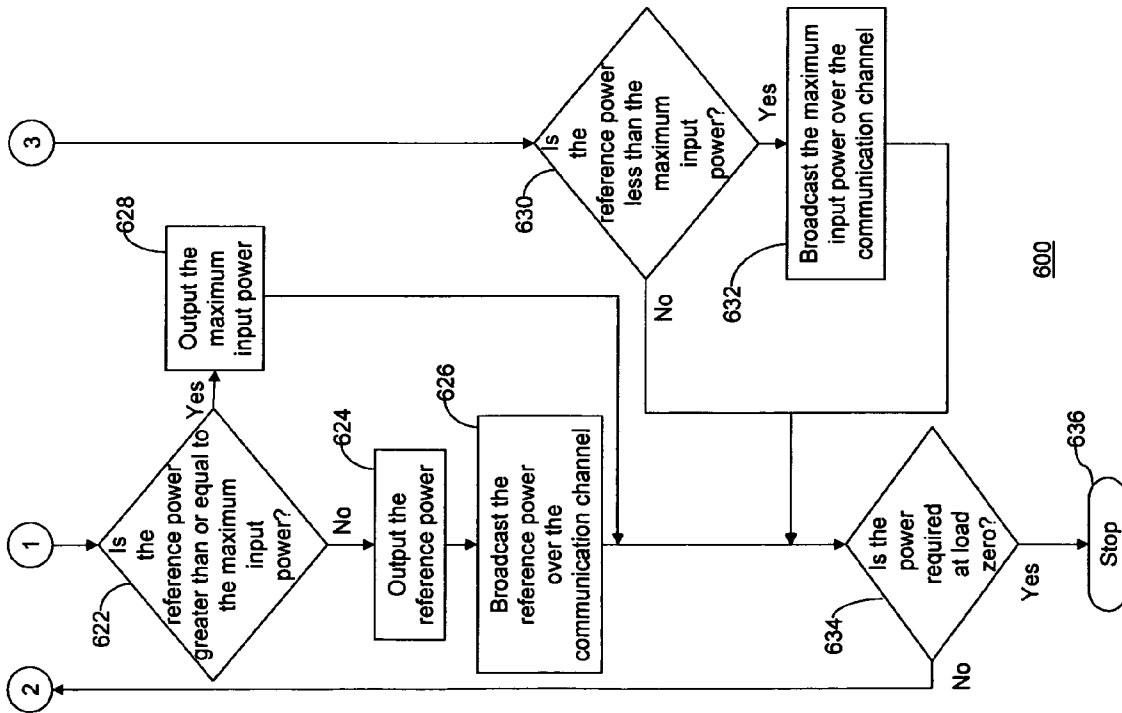 2
1
3
622
Is
the
reference power
greater than or equal to
the maximum
input
power?
Yes
No
628
Output the
maximum
input power
624
Output the
reference power
626
Broadcast the
reference power
over the
communication channel
630
Is
the
reference power
less than the
maximum
input
power?
No
Yes
632
Broadcast the maximum
input power over the
communication channel
634
Is the
power
required
at load
zero?
No
Yes
636
Stop
600